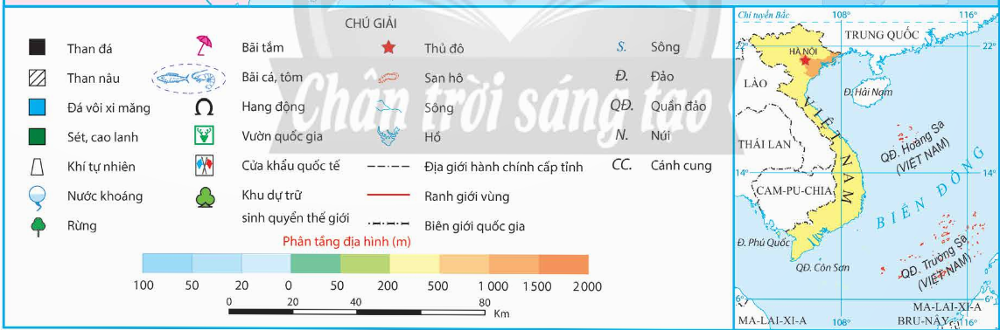 CHÚ GIẢI
Than đá
Than nâu
Đá vôi xi măng
Sét, cao lanh
Khí tự nhiên
Nước khoáng
Rừng
Bãi tắm
Bãi cá, tôm
Hang động
Vườn quốc gia
Cửa khẩu quốc tế
Khu dự trữ
sinh quyển thế giới
Thủ đô
San hô
Sông
Hồ
Địa giới hành chính cấp tỉnh
Ranh giới vùng
Biên giới quốc gia
S. Sông
Đ. Đảo
QĐ. Quần đảo
N. Núi
CC. Cánh cung
Chân trời sáng tạo
Phân tầng địa hình (m)
100 50 20 0 50 200 500 1 000 1 500 2 000
0 20 40 80
Km
Chí tuyến Bắc
108° 116°
TRUNG QUỐC
22° 22°
HÀ NỘI
LÀO
Đ. Hải Nam
VIỆT NAM
THÁI LAN
QĐ. Hoàng Sa
(VIỆT NAM)
14° 14°
CAM-PU-CHIA
BIỂN ĐÔNG
Đ. Phú Quốc
QĐ. Côn Sơn
QĐ. Trường Sa
(VIỆT NAM)
6° 6°
MA-LAI-XI-A
MA-LAI-XI-A
BRU-NÂY
108° 116°